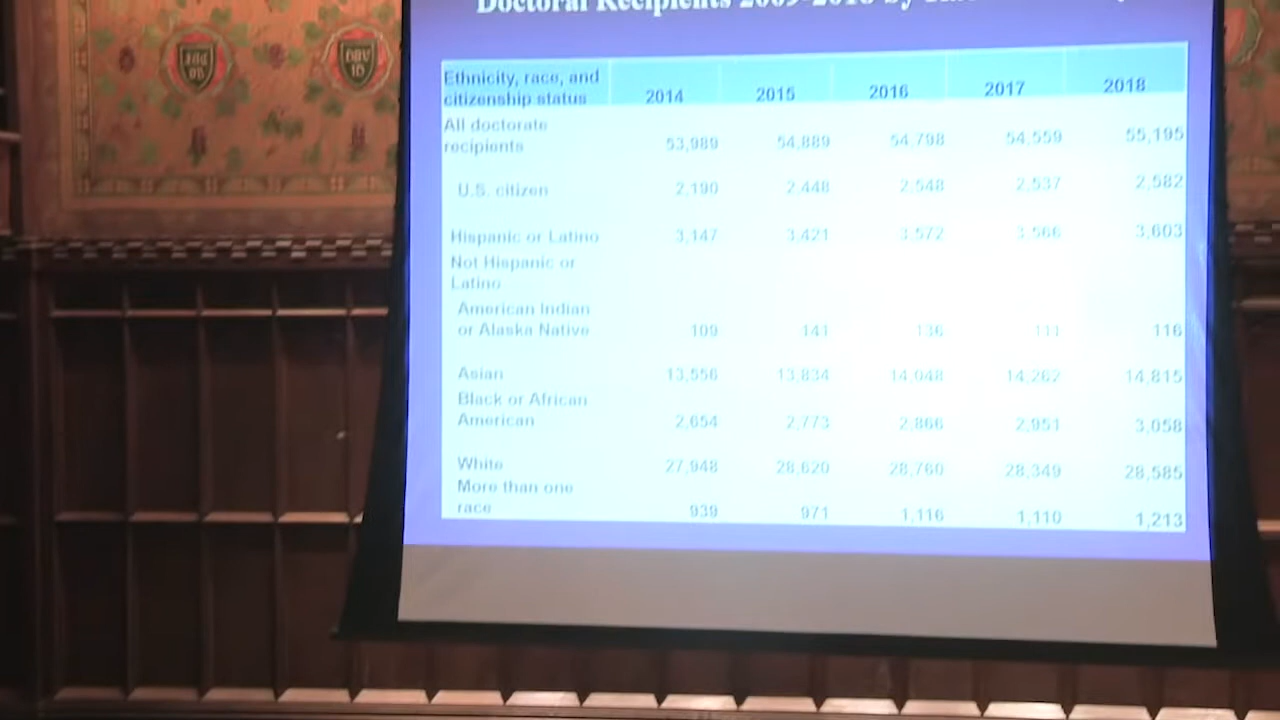 Doctoral Recipients 2009-2018 by
Ethnicity, race, and
citizenship status 2014 2015 2016 2017 2018
All doctorate
recipients 53,989 54,889 54,798 54,559 55,195
U.S. citizen 2,190 2,448 2,548 2,537 2,582
Hispanic or Latino 3,147 3,421 3,572 3,566 3,603
Not Hispanic or
Latino
American Indian
or Alaska Native 109 141 136 111 116
Asian 13,556 13,834 14,048 14,262 14,815
Black or African
American 2,654 2,773 2,866 2,951 3,058
White 27,948 28,620 28,760 28,349 28,585
More than one
race 939 971 1,116 1,110 1,213